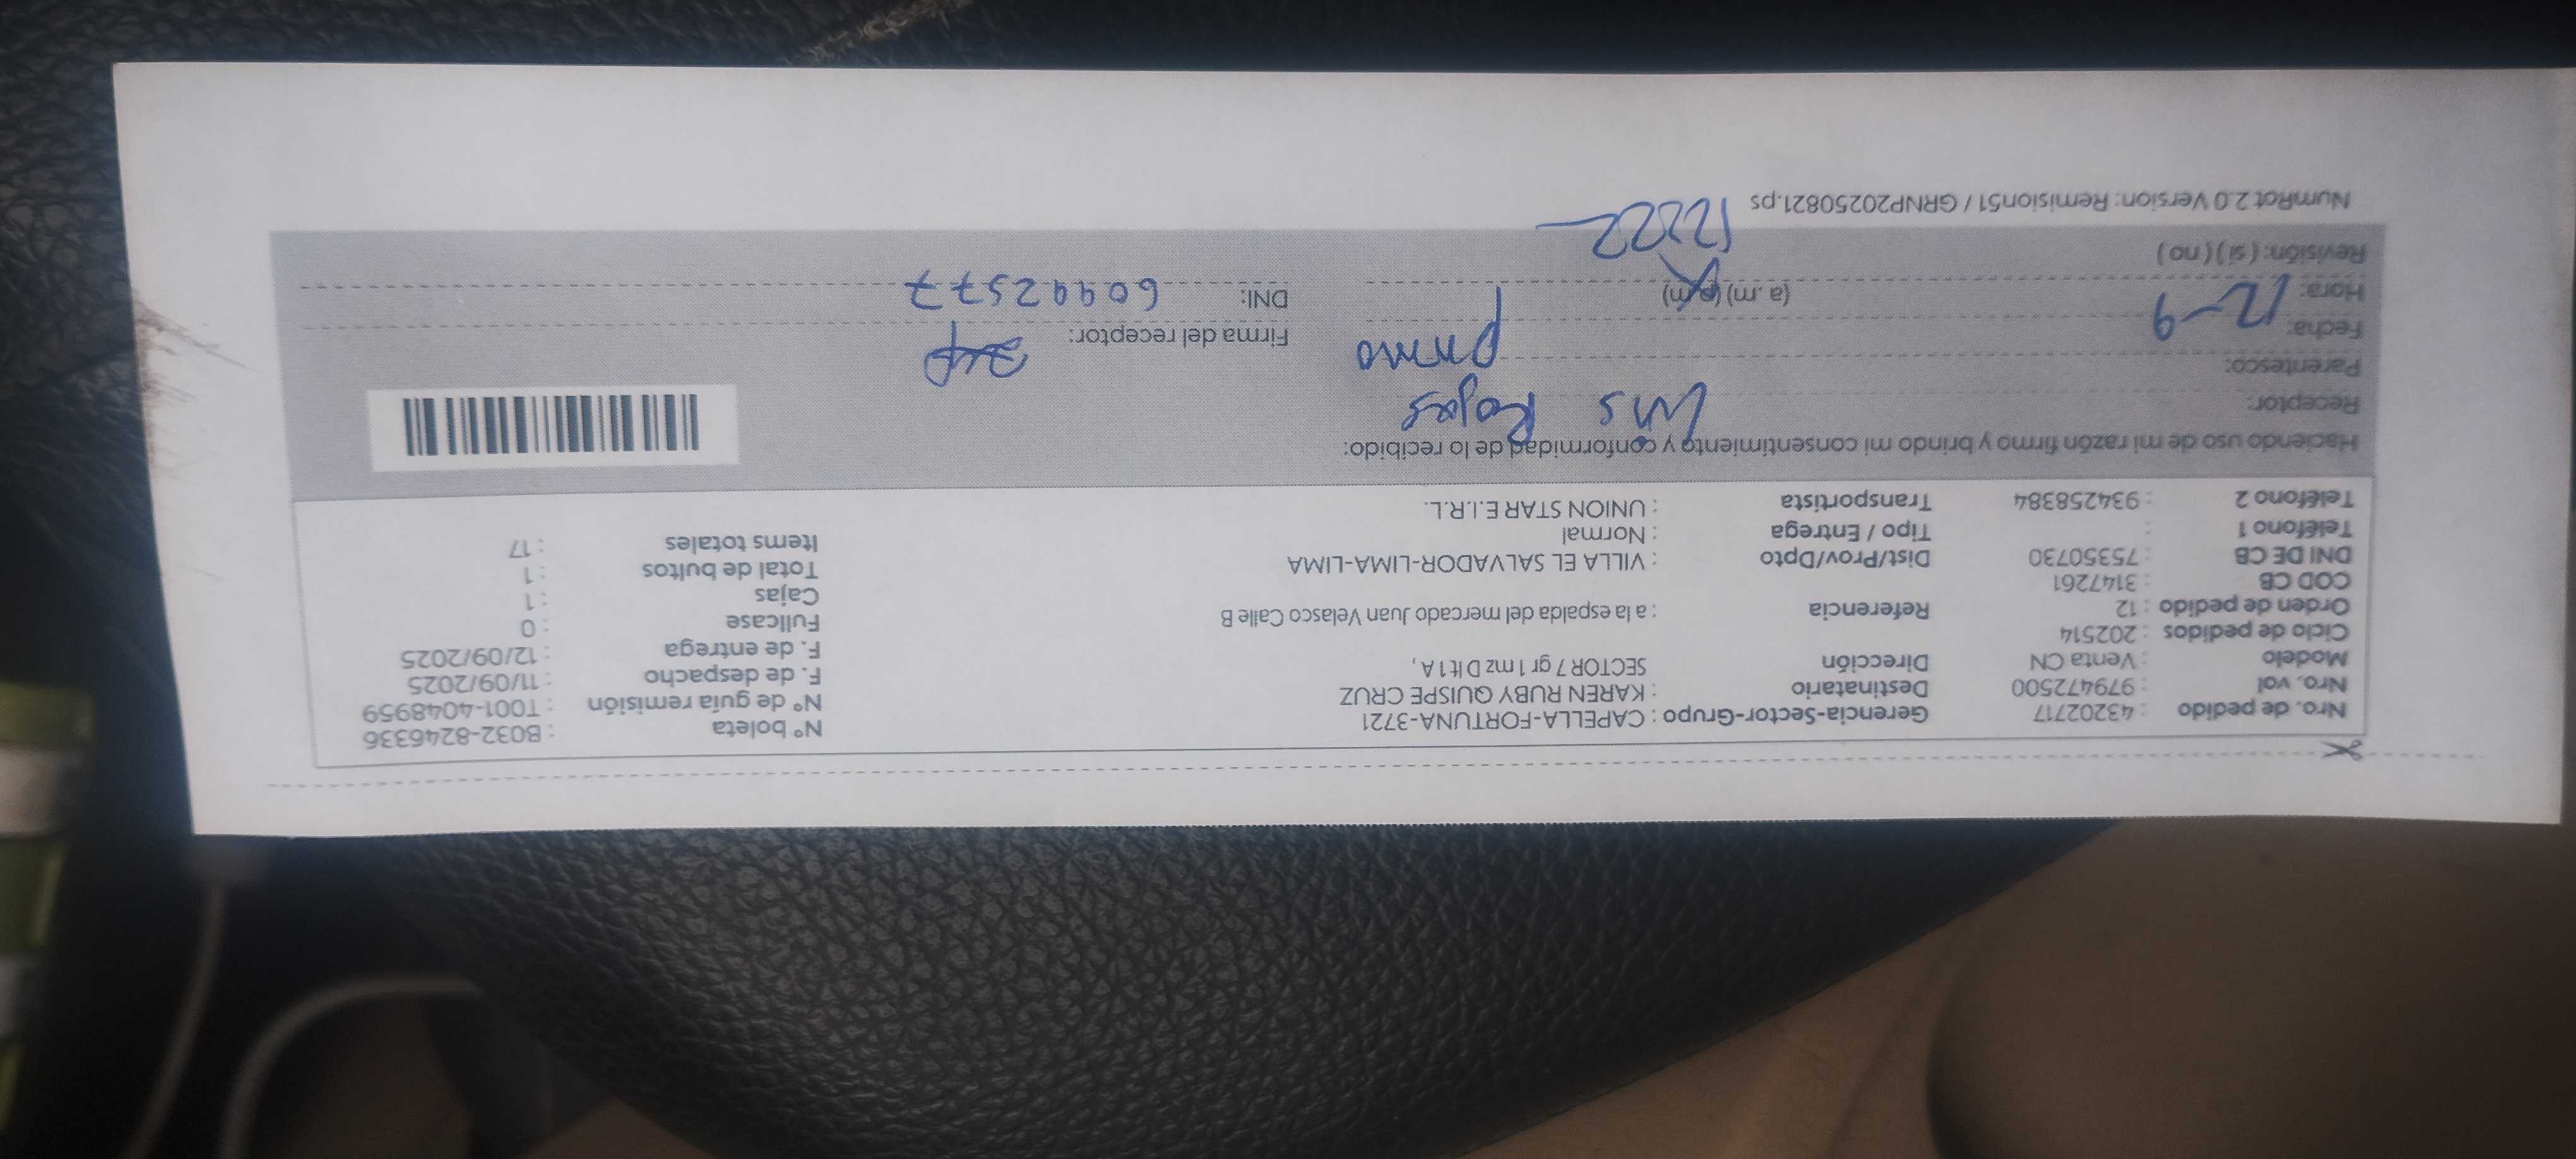 Nro. de pedido : 43202717 Gerencia-Sector-Grupo : CAPELLA-FORTUNA-3721 N° boleta : B032-8246336
Nro. vol : 979472500 Destinatario : KAREN RUBY QUISPE CRUZ N° de guía remisión : T001-4048959
Modelo : Venta CN Dirección SECTOR 7 gr 1 mz D lt 1 A , F. de despacho : 11/09/2025
Ciclo de pedidos : 202514 F. de entrega : 12/09/2025
Orden de pedido : 12 Referencia : a la espalda del mercado Juan Velasco Calle B Fullcase : 0
COD CB : 3147261 Cajas : 1
DNI DE CB : 75350730 Dist/Prov/Dpto : VILLA EL SALVADOR-LIMA-LIMA Total de bultos : 1
Teléfono 1 : Tipo / Entrega : Normal Items totales : 17
Teléfono 2 : 934258384 Transportista : UNION STAR E.I.R.L.
Haciendo uso de mi razón firmo y brindo mi consentimiento y conformidad de lo recibido:
Receptor: Luis Rojas
Parentesco: primo
Fecha: 12-9 Firma del receptor:
Hora: (a.m) (p.m) DNI: 60442577
Revisión: ( si ) ( no )
NumRot 2.0 Version: Remision51 / GRNP20250821.ps